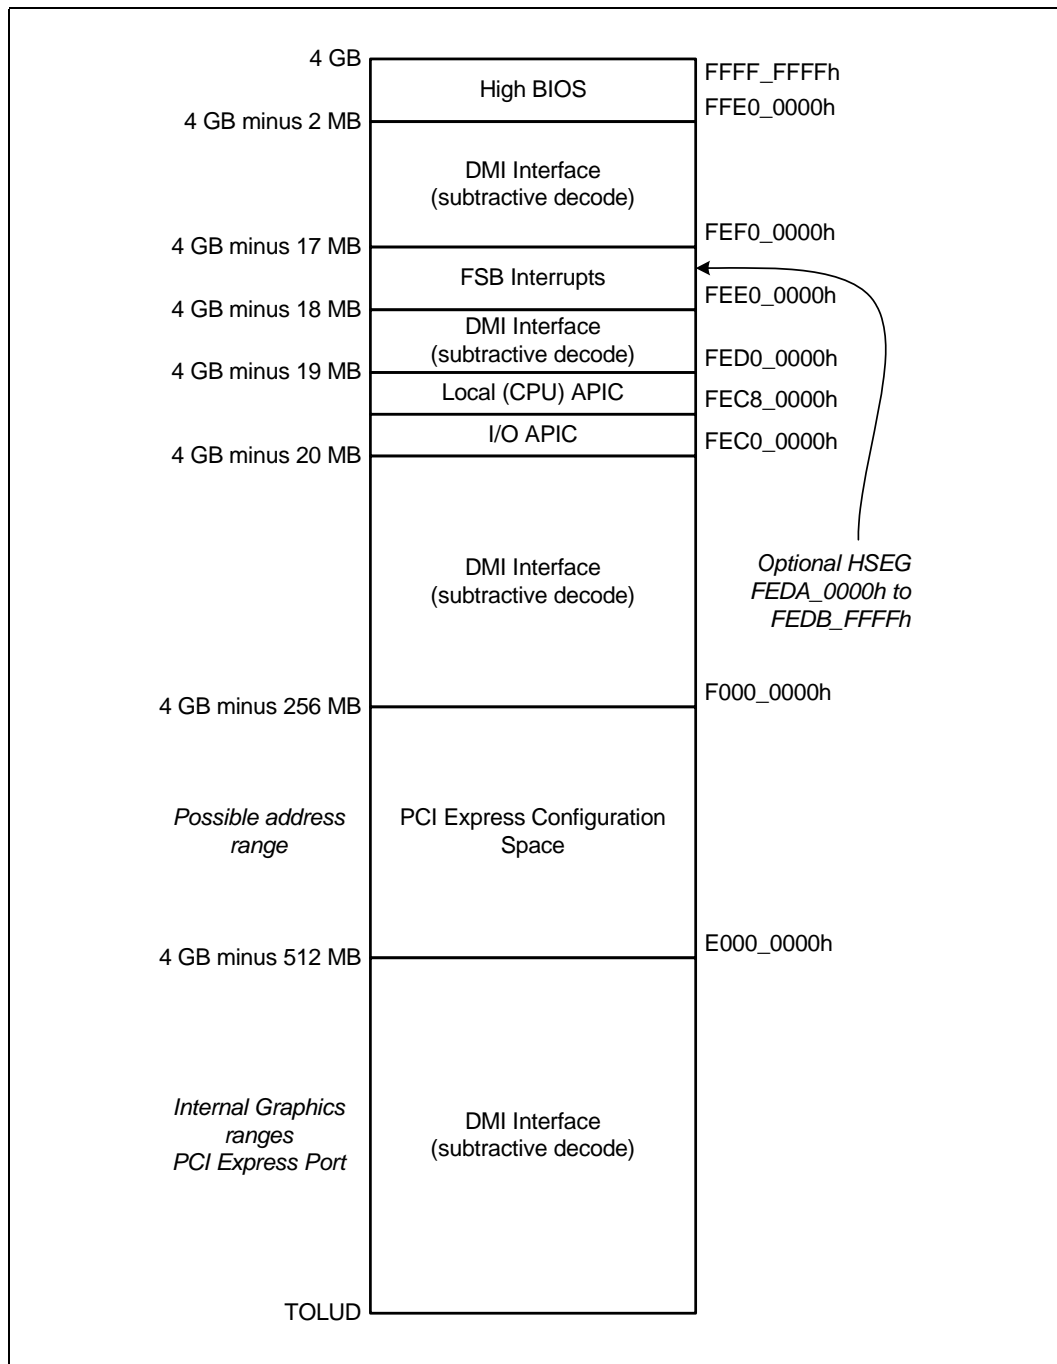 4 GB
FFFF_FFFFh
High BIOS
FFE0_0000h
4 GB minus 2 MB
DMI Interface
(subtractive decode)
FEF0_0000h
4 GB minus 17 MB
FSB Interrupts
FEE0_0000h
4 GB minus 18 MB
DMI Interface
(subtractive decode)
FED0_0000h
4 GB minus 19 MB
Local (CPU) APIC
FEC8_0000h
I/O APIC
FEC0_0000h
4 GB minus 20 MB
DMI Interface
(subtractive decode)
Optional HSEG
FEDA_0000h to
FEDB_FFFFh
F000_0000h
4 GB minus 256 MB
Possible address
range
PCI Express Configuration
Space
E000_0000h
4 GB minus 512 MB
Internal Graphics
ranges
PCI Express Port
DMI Interface
(subtractive decode)
TOLUD